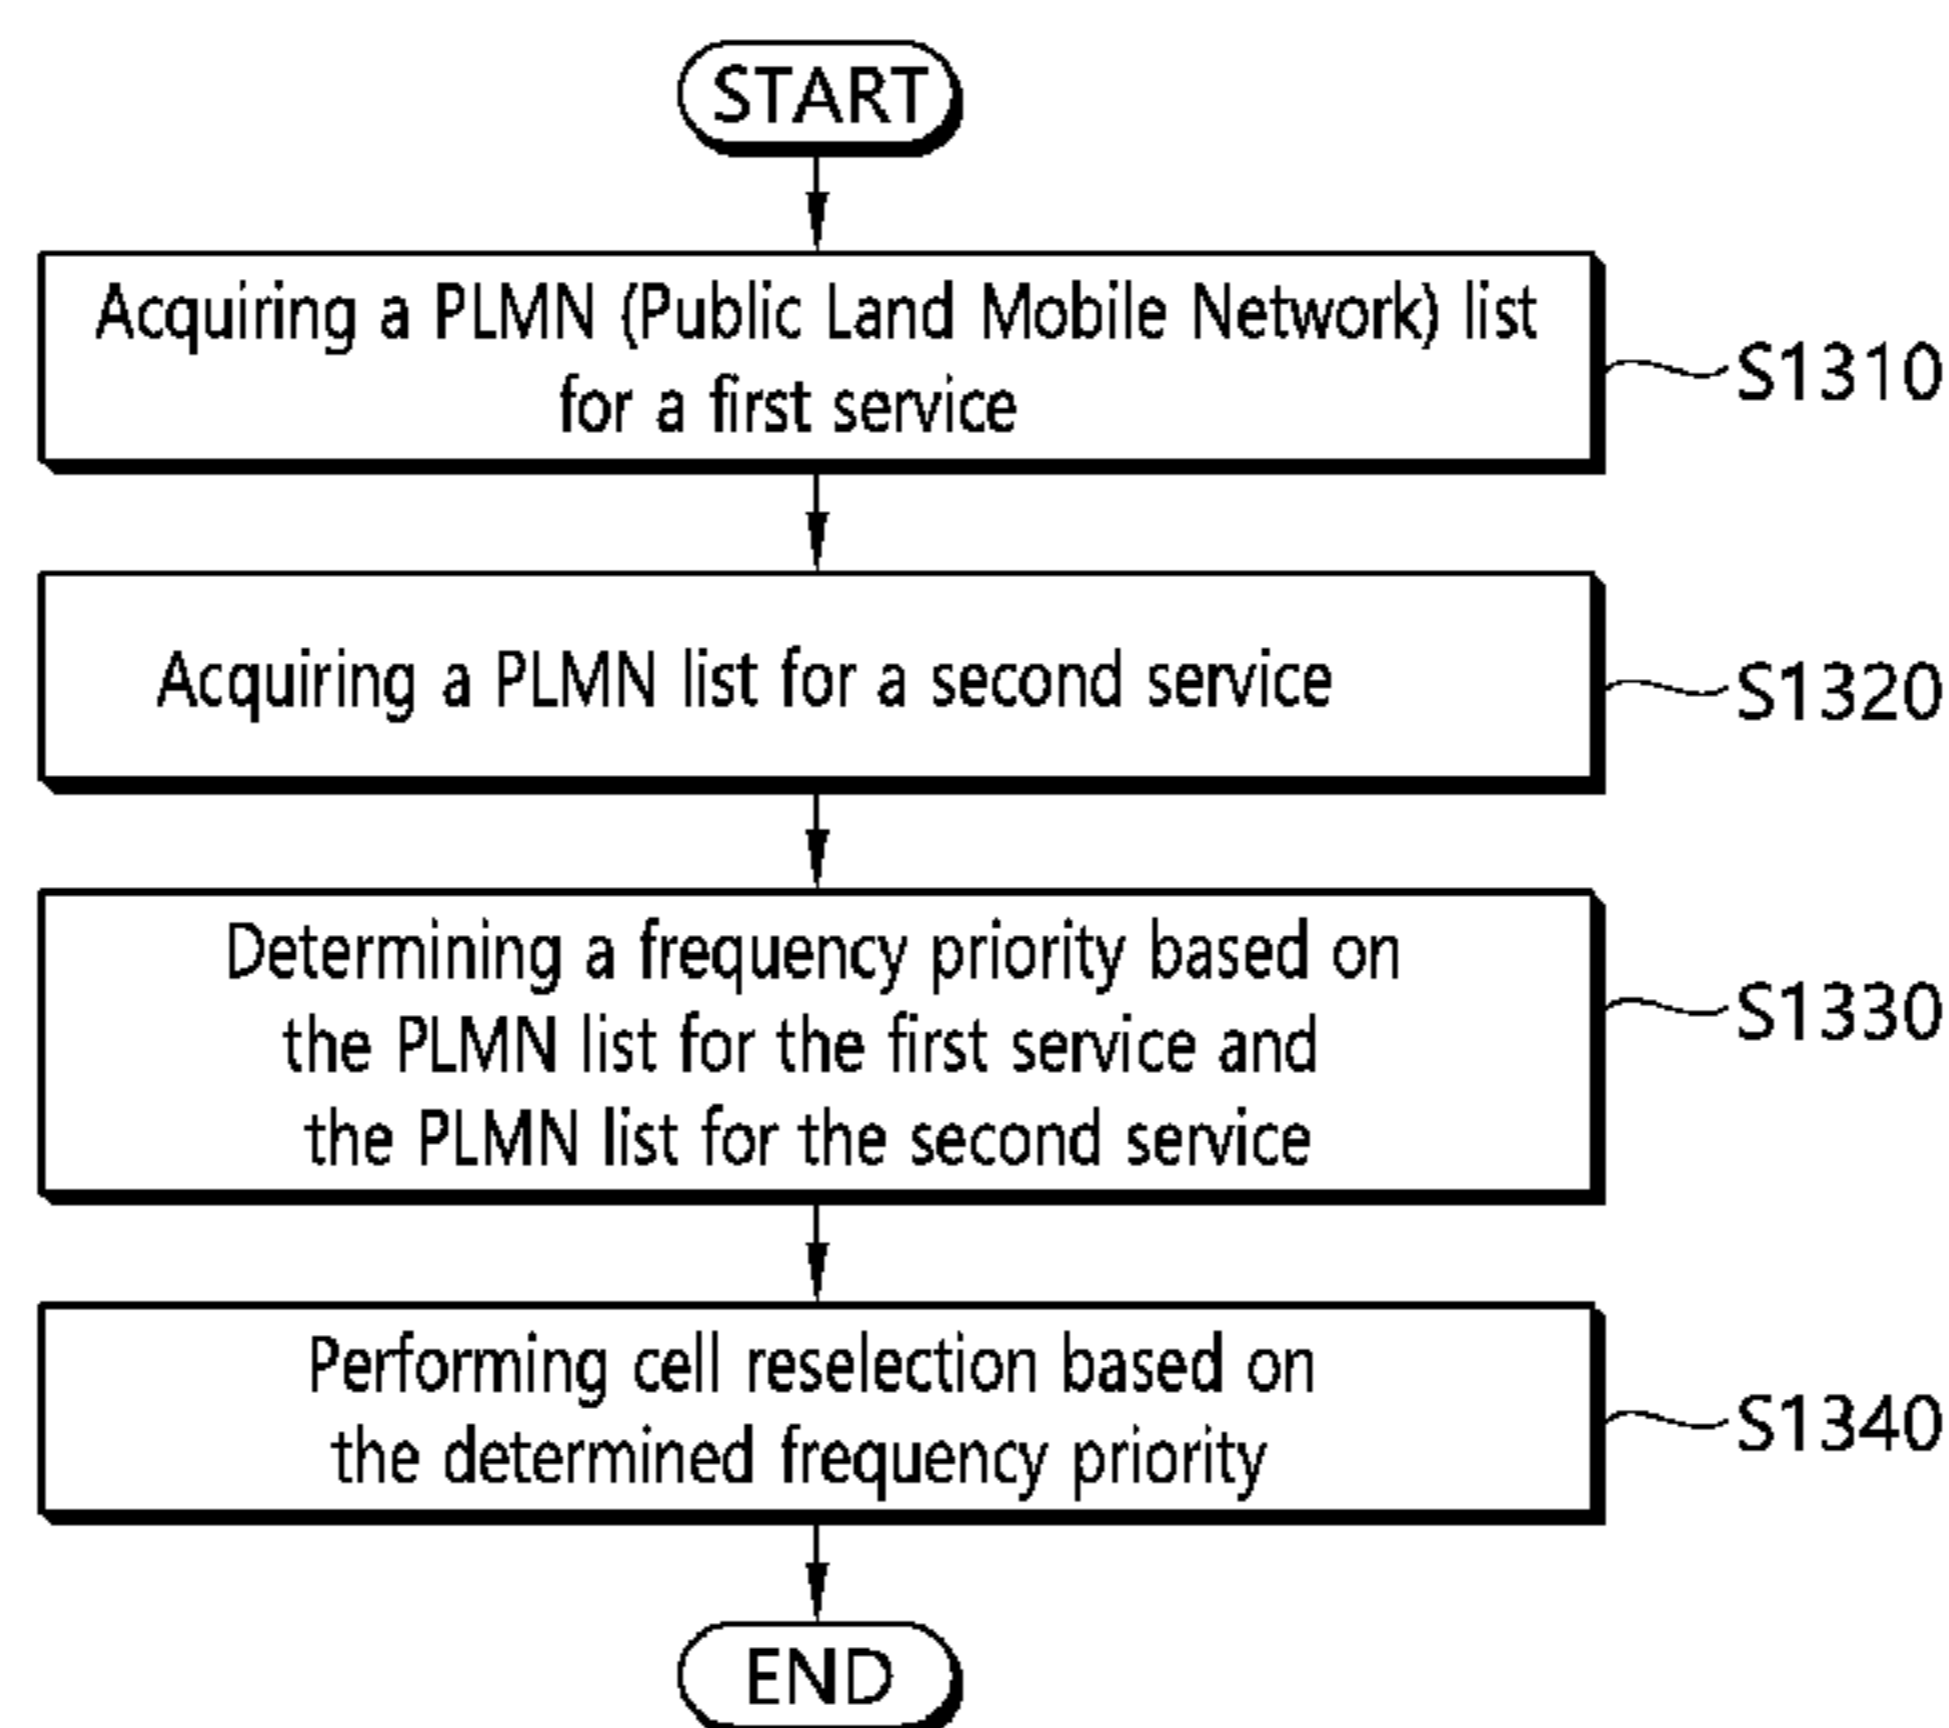 START
Acquiring a PLMN (Public Land Mobile Network) list
for a first service
S1310
Acquiring a PLMN list for a second service
S1320
Determining a frequency priority based on
the PLMN list for the first service and
the PLMN list for the second service
S1330
Performing cell reselection based on
the determined frequency priority
S1340
END